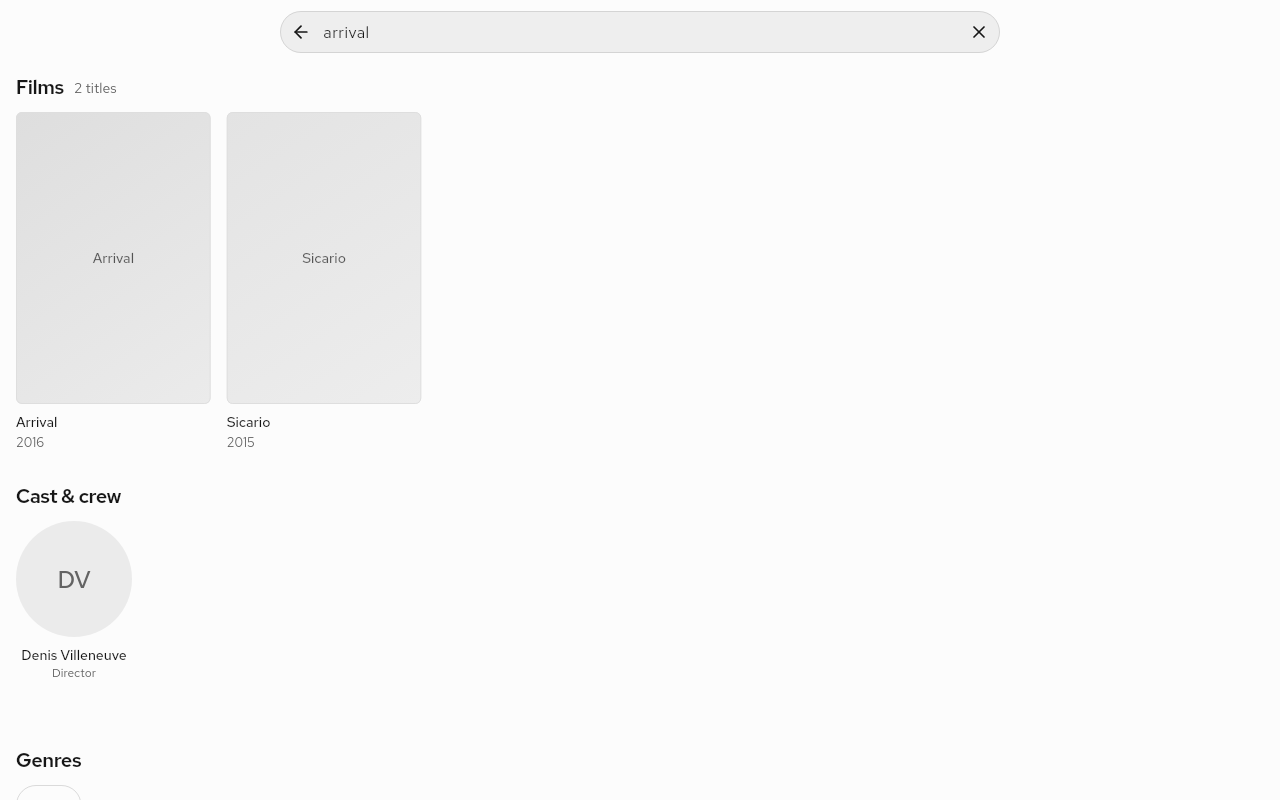 arrival
Films 2 titles
Arrival
Sicario
Arrival
2016
Sicario
2015
Cast & crew
DV
Denis Villeneuve
Director
Genres